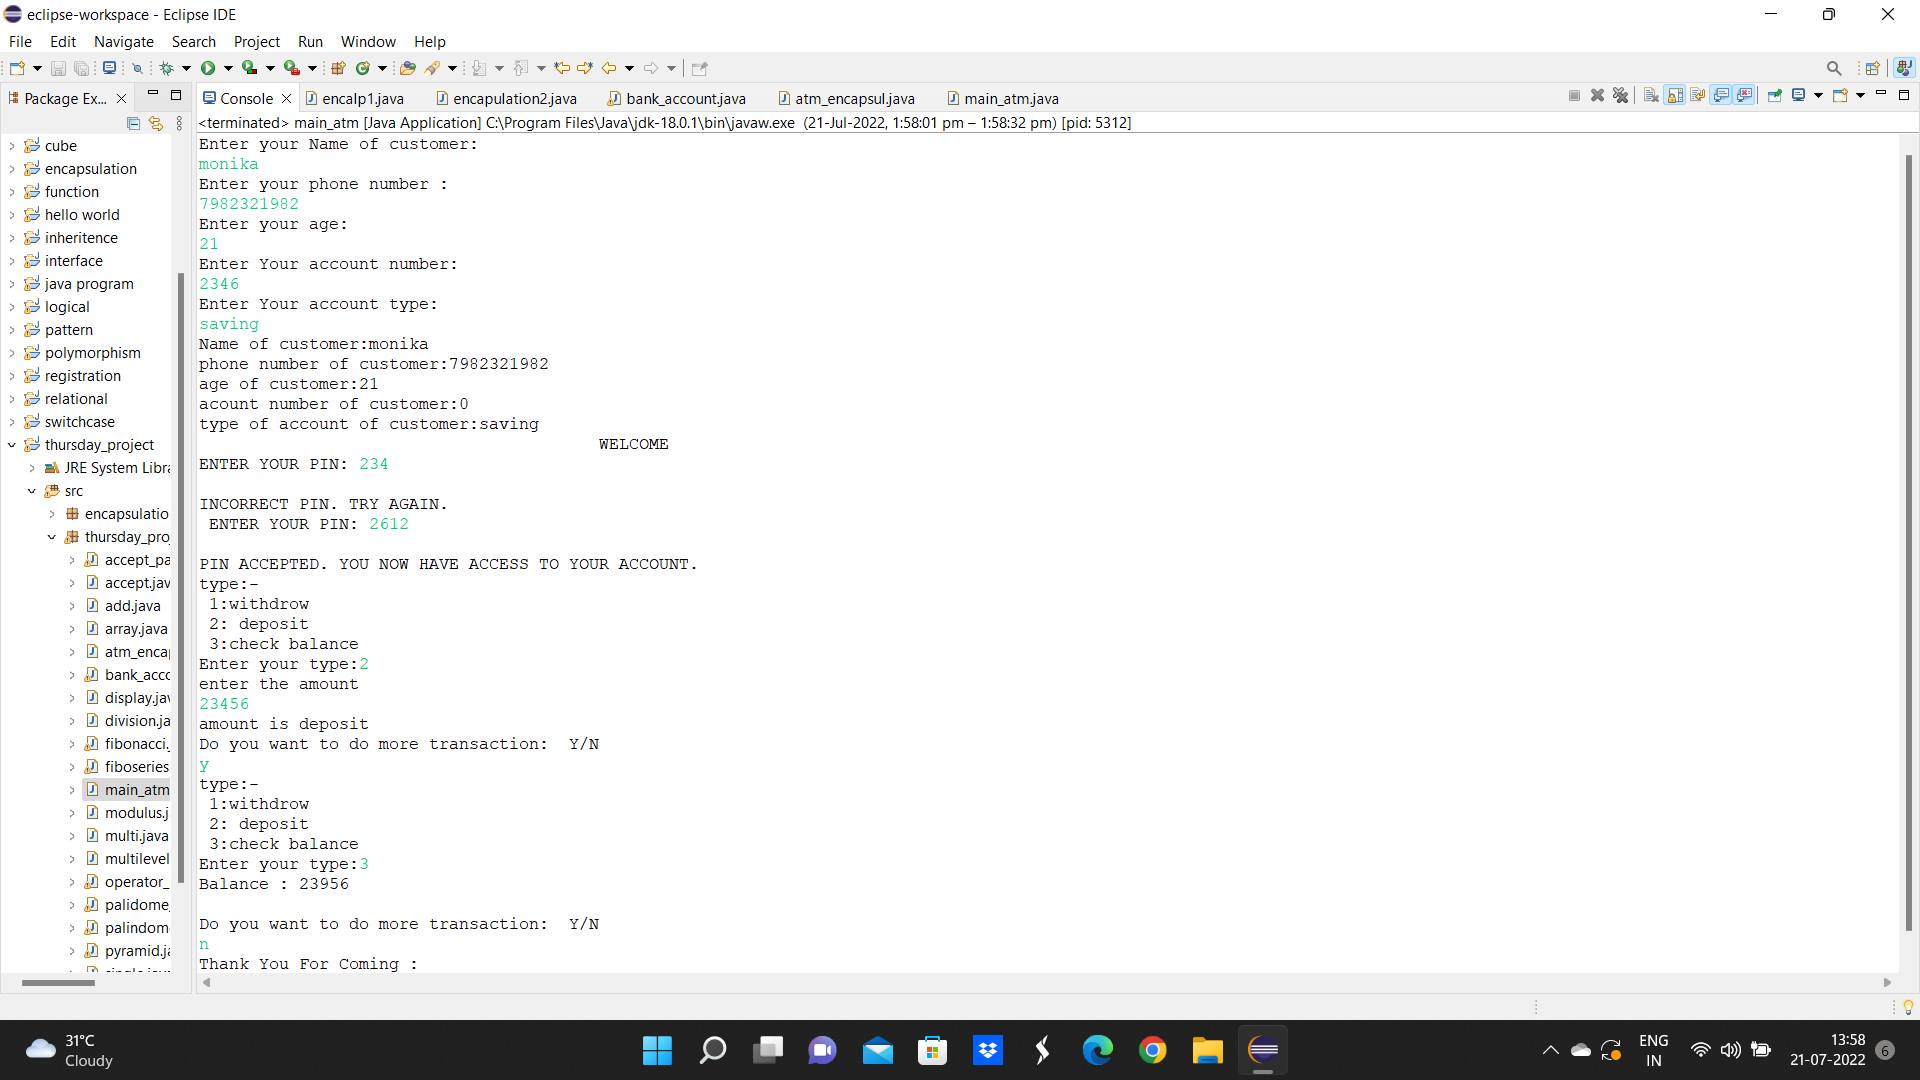 eclipse-workspace - Eclipse IDE
File Edit Navigate Search Project Run Window Help
Package Ex...
Console encalp1.java encapulation2.java bank_account.java atm_encapsul.java main_atm.java
<terminated> main_atm [Java Application] C:\Program Files\Java\jdk-18.0.1\bin\javaw.exe (21-Jul-2022, 1:58:01 pm – 1:58:32 pm) [pid: 5312]
cube
encapsulation
function
hello world
inheritence
interface
java program
logical
pattern
polymorphism
registration
relational
switchcase
thursday_project
JRE System Libra
src
encapsulatio
thursday_pro
accept_pa
accept.jav
add.java
array.java
atm_encap
bank_acco
display.jav
division.ja
fibonacci.
fiboseries
main_atm
modulus.j
multi.java
multilevel
operator_
palidome
palindom
pyramid.ja
Enter your Name of customer:
monika
Enter your phone number :
7982321982
Enter your age:
21
Enter Your account number:
2346
Enter Your account type:
saving
Name of customer:monika
phone number of customer:7982321982
age of customer:21
acount number of customer:0
type of account of customer:saving
WELCOME
ENTER YOUR PIN: 234
INCORRECT PIN. TRY AGAIN.
ENTER YOUR PIN: 2612
PIN ACCEPTED. YOU NOW HAVE ACCESS TO YOUR ACCOUNT.
type:-
1:withdrow
2: deposit
3:check balance
Enter your type:2
enter the amount
23456
amount is deposit
Do you want to do more transaction: Y/N
y
type:-
1:withdrow
2: deposit
3:check balance
Enter your type:3
Balance : 23956
Do you want to do more transaction: Y/N
n
Thank You For Coming :
31°C
Cloudy
ENG
IN
13:58
21-07-2022
6